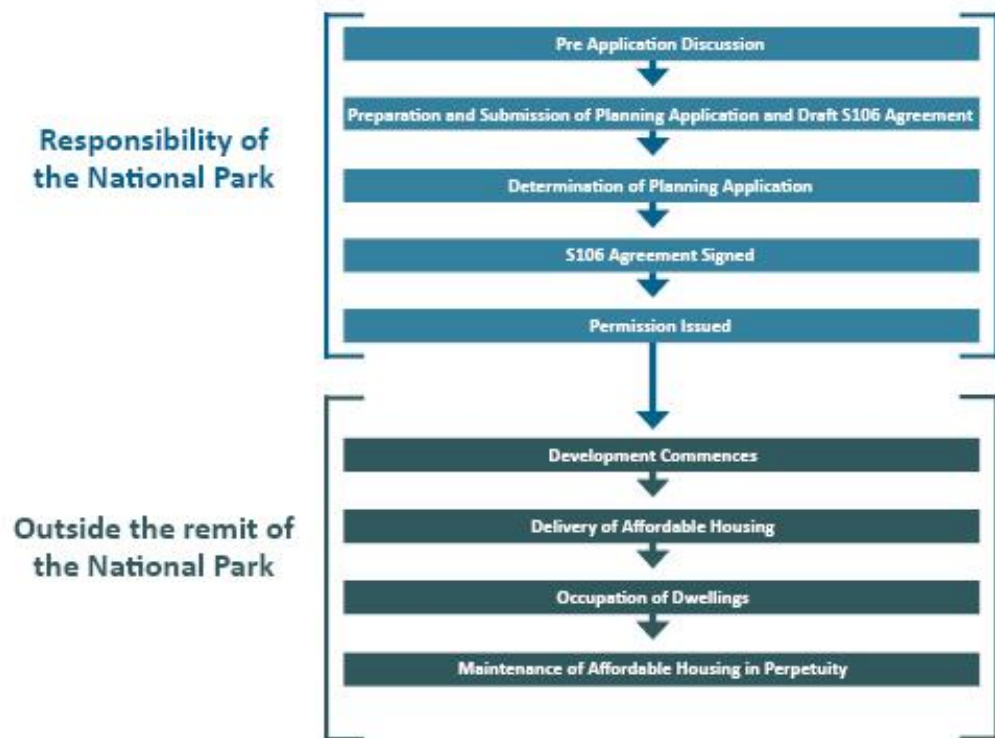 Pre Application Discussion
Preparation and Submission of Planning Application and Draft S106 Agreement
Responsibility of
the National Park
Determination of Planning Application
S106 Agreement Signed
Permission Issued
Development Commences
Outside the remit of
the National Park
Delivery of Affordable Housing
Occupation of Dwellings
Maintenance of Affordable Housing in Perpetuity